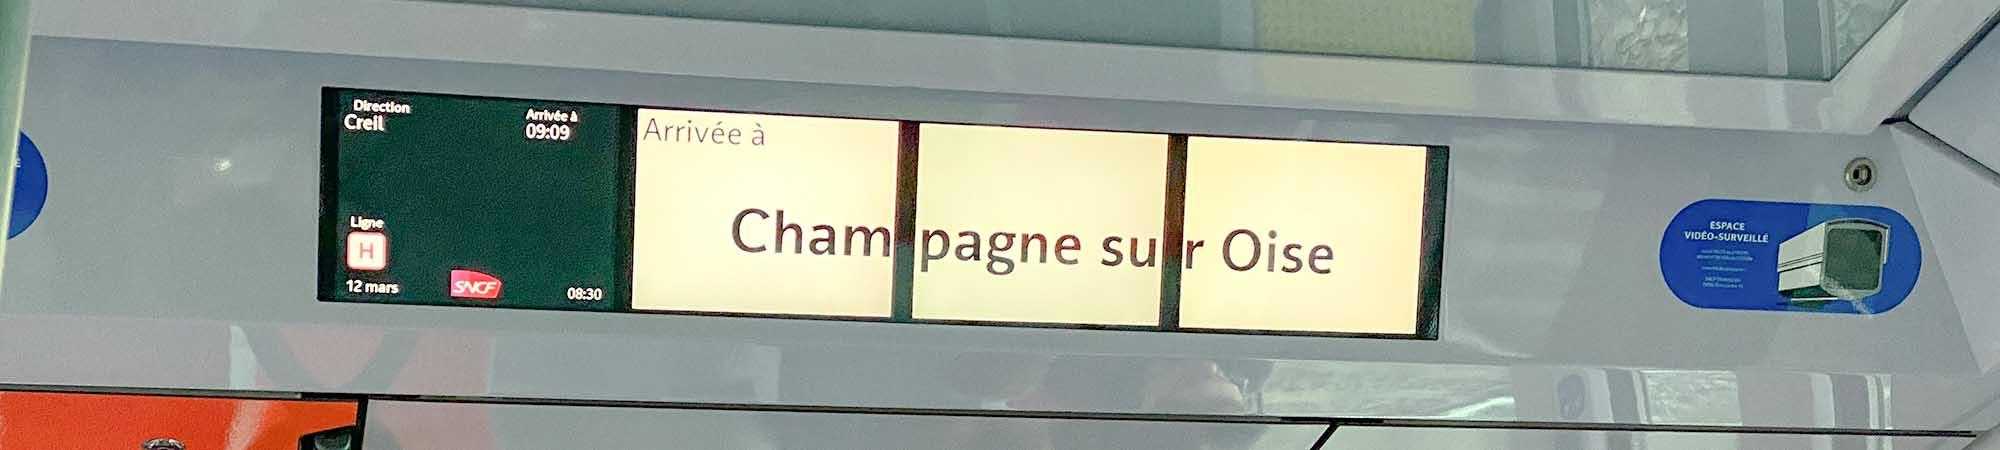 Direction
Creil
Arrivée à
09:09
Ligne
H
12 mars
SNCF
08:30
Arrivée à
Champagne sur Oise
ESPACE
VIDÉO-SURVEILLÉ